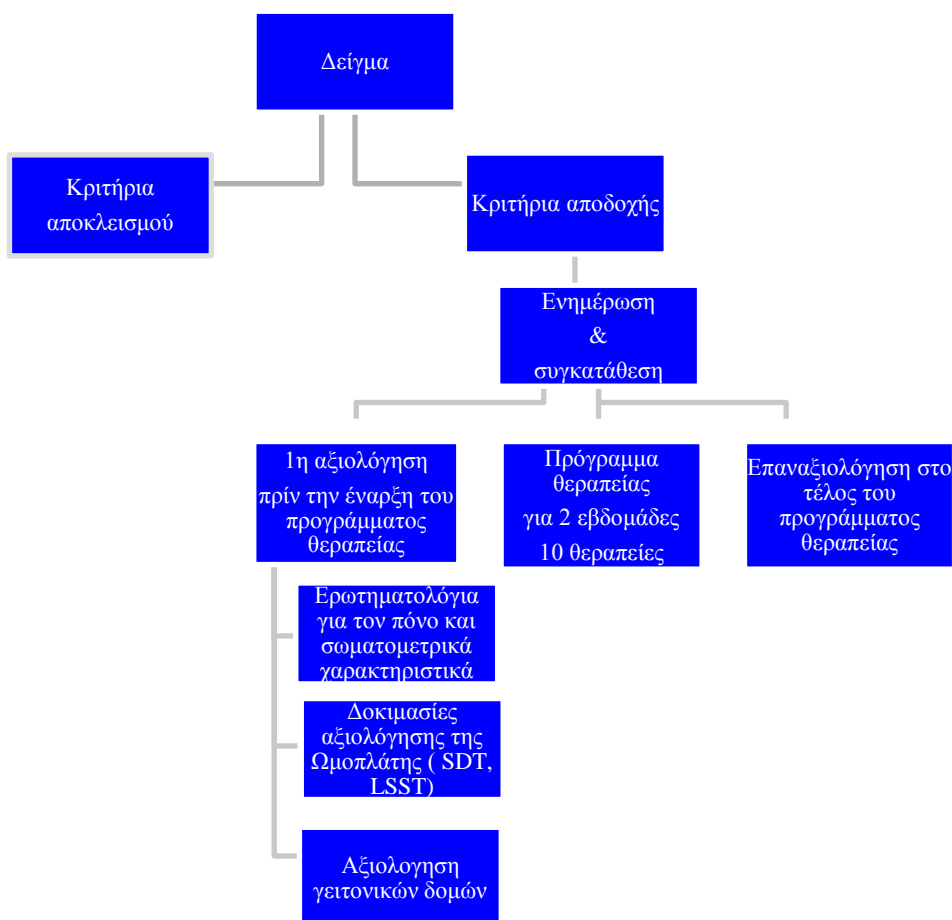 Δείγμα
Κριτήρια
αποκλεισμού
Κριτήρια αποδοχής
Ενημέρωση
&
συγκατάθεση
1η αξιολόγηση
πρίν την έναρξη του
προγράμματος
θεραπείας
Πρόγραμμα
θεραπείας
για 2 εβδομάδες
10 θεραπείες
Επαναξιολόγηση στο
τέλος του
προγράμματος
θεραπείας
Ερωτηματολόγια
για τον πόνο και
σωματομετρικά
χαρακτηριστικά
Δοκιμασίες
αξιολόγησης της
Ωμοπλάτης ( SDT,
LSST)
Αξιολογηση
γειτονικών δομών